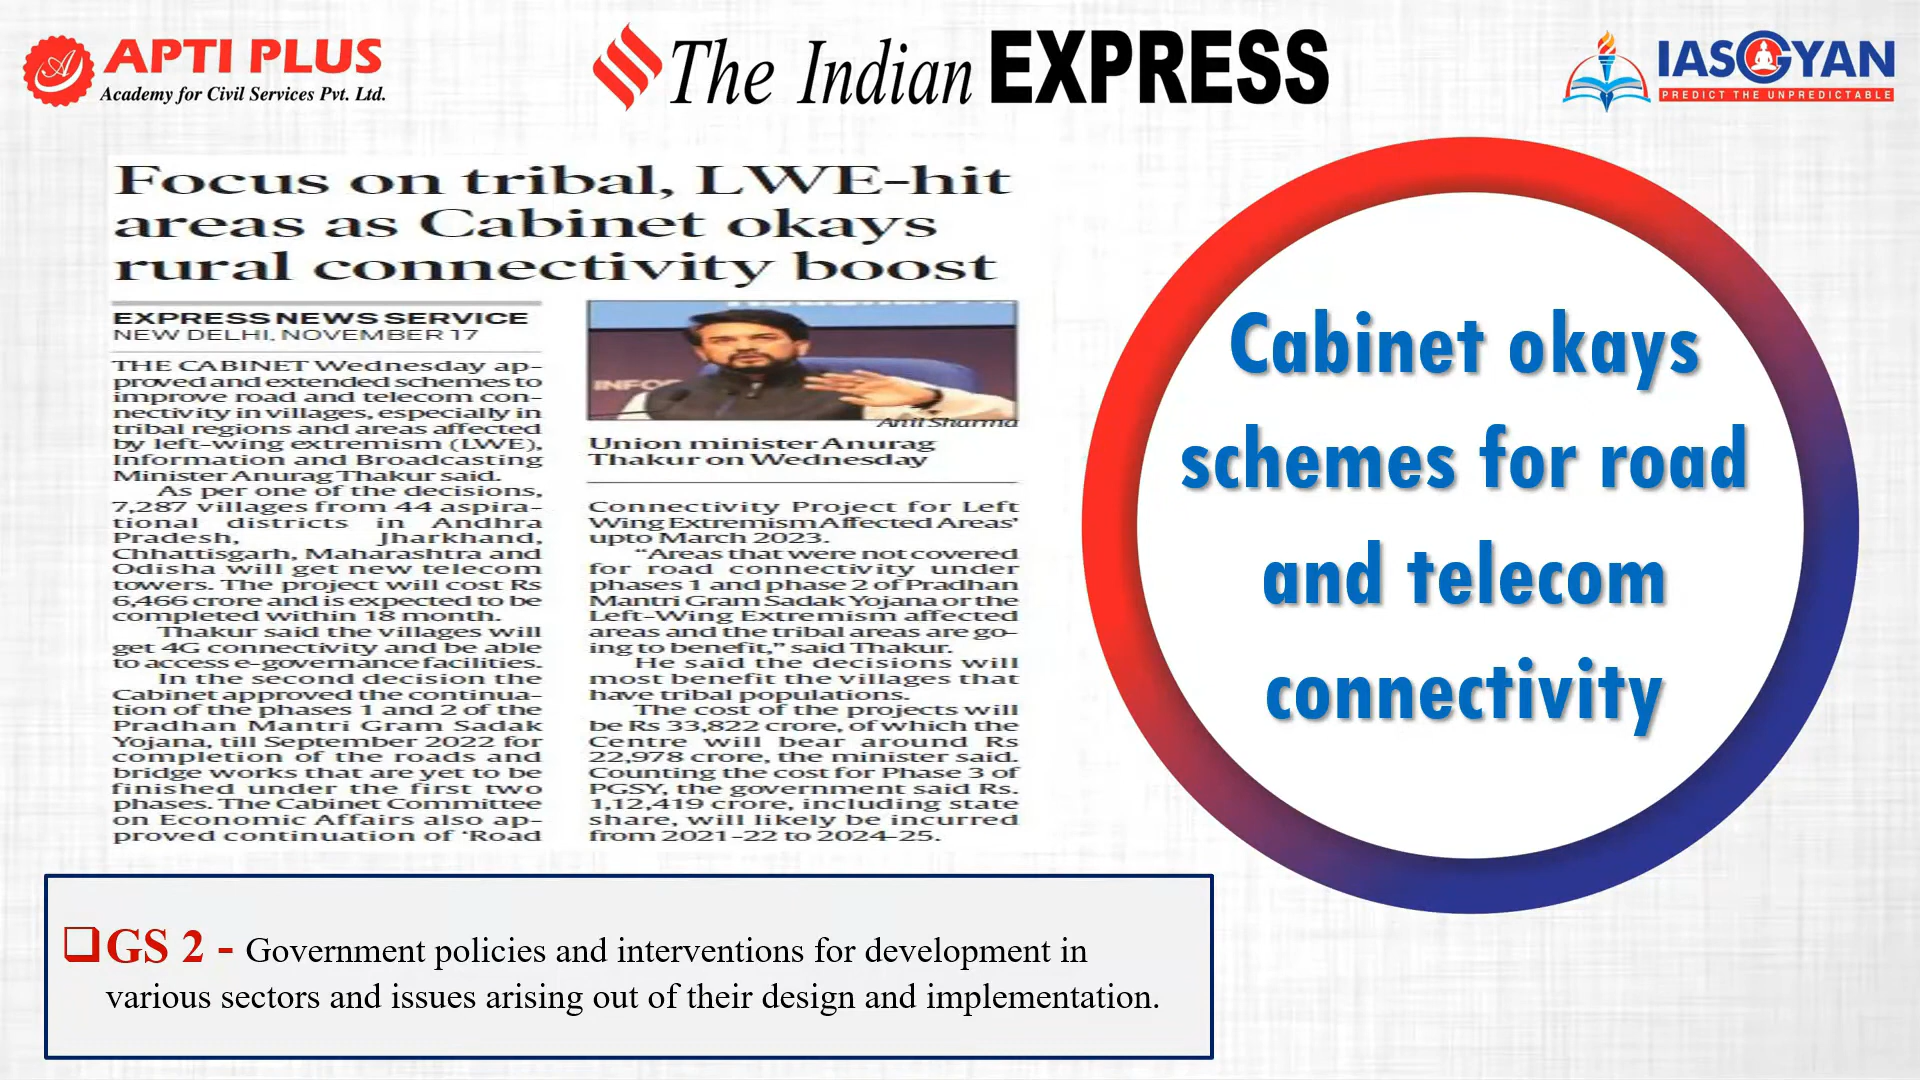 APTI PLUS
Academy for Civil Services Pvt. Ltd.
The Indian EXPRESS
IASGYAN
PREDICT THE UNPREDICTABLE
Focus on tribal, LWE-hit
areas as Cabinet okays
rural connectivity boost
EXPRESS NEWS SERVICE
NEW DELHI, NOVEMBER 17
THE CABINET Wednesday ap-
proved and extended schemes to
improve road and telecom con-
nectivity in villages, especially in
tribal regions and areas affected
by left-wing extremism (LWE),
Information and Broadcasting
Minister Anurag Thakur said.
As per one of the decisions,
7,287 villages from 44 aspira-
tional districts in Andhra
Pradesh, Jharkhand,
Chhattisgarh, Maharashtra and
Odisha will get new telecom
towers. The project will cost Rs
6,466 crore and is expected to be
completed within 18 month.
Thakur said the villages will
get 4G connectivity and be able
to access e-governance facilities.
In the second decision the
Cabinet approved the continua-
tion of the phases 1 and 2 of the
Pradhan Mantri Gram Sadak
Yojana, till September 2022 for
completion of the roads and
bridge works that are yet to be
finished under the first two
phases. The Cabinet Committee
on Economic Affairs also ap-
proved continuation of 'Road
Anil Sharma
Union minister Anurag
Thakur on Wednesday
Connectivity Project for Left
Wing Extremism Affected Areas'
upto March 2023.
"Areas that were not covered
for road connectivity under
phases 1 and phase 2 of Pradhan
Mantri Gram Sadak Yojana or the
Left-Wing Extremism affected
areas and the tribal areas are go-
ing to benefit," said Thakur.
He said the decisions will
most benefit the villages that
have tribal populations.
The cost of the projects will
be Rs 33,822 crore, of which the
Centre will bear around Rs
22,978 crore, the minister said.
Counting the cost for Phase 3 of
PGSY, the government said Rs.
1,12,419 crore, including state
share, will likely be incurred
from 2021-22 to 2024-25.
Cabinet okays
schemes for road
and telecom
connectivity
GS 2 - Government policies and interventions for development in
various sectors and issues arising out of their design and implementation.